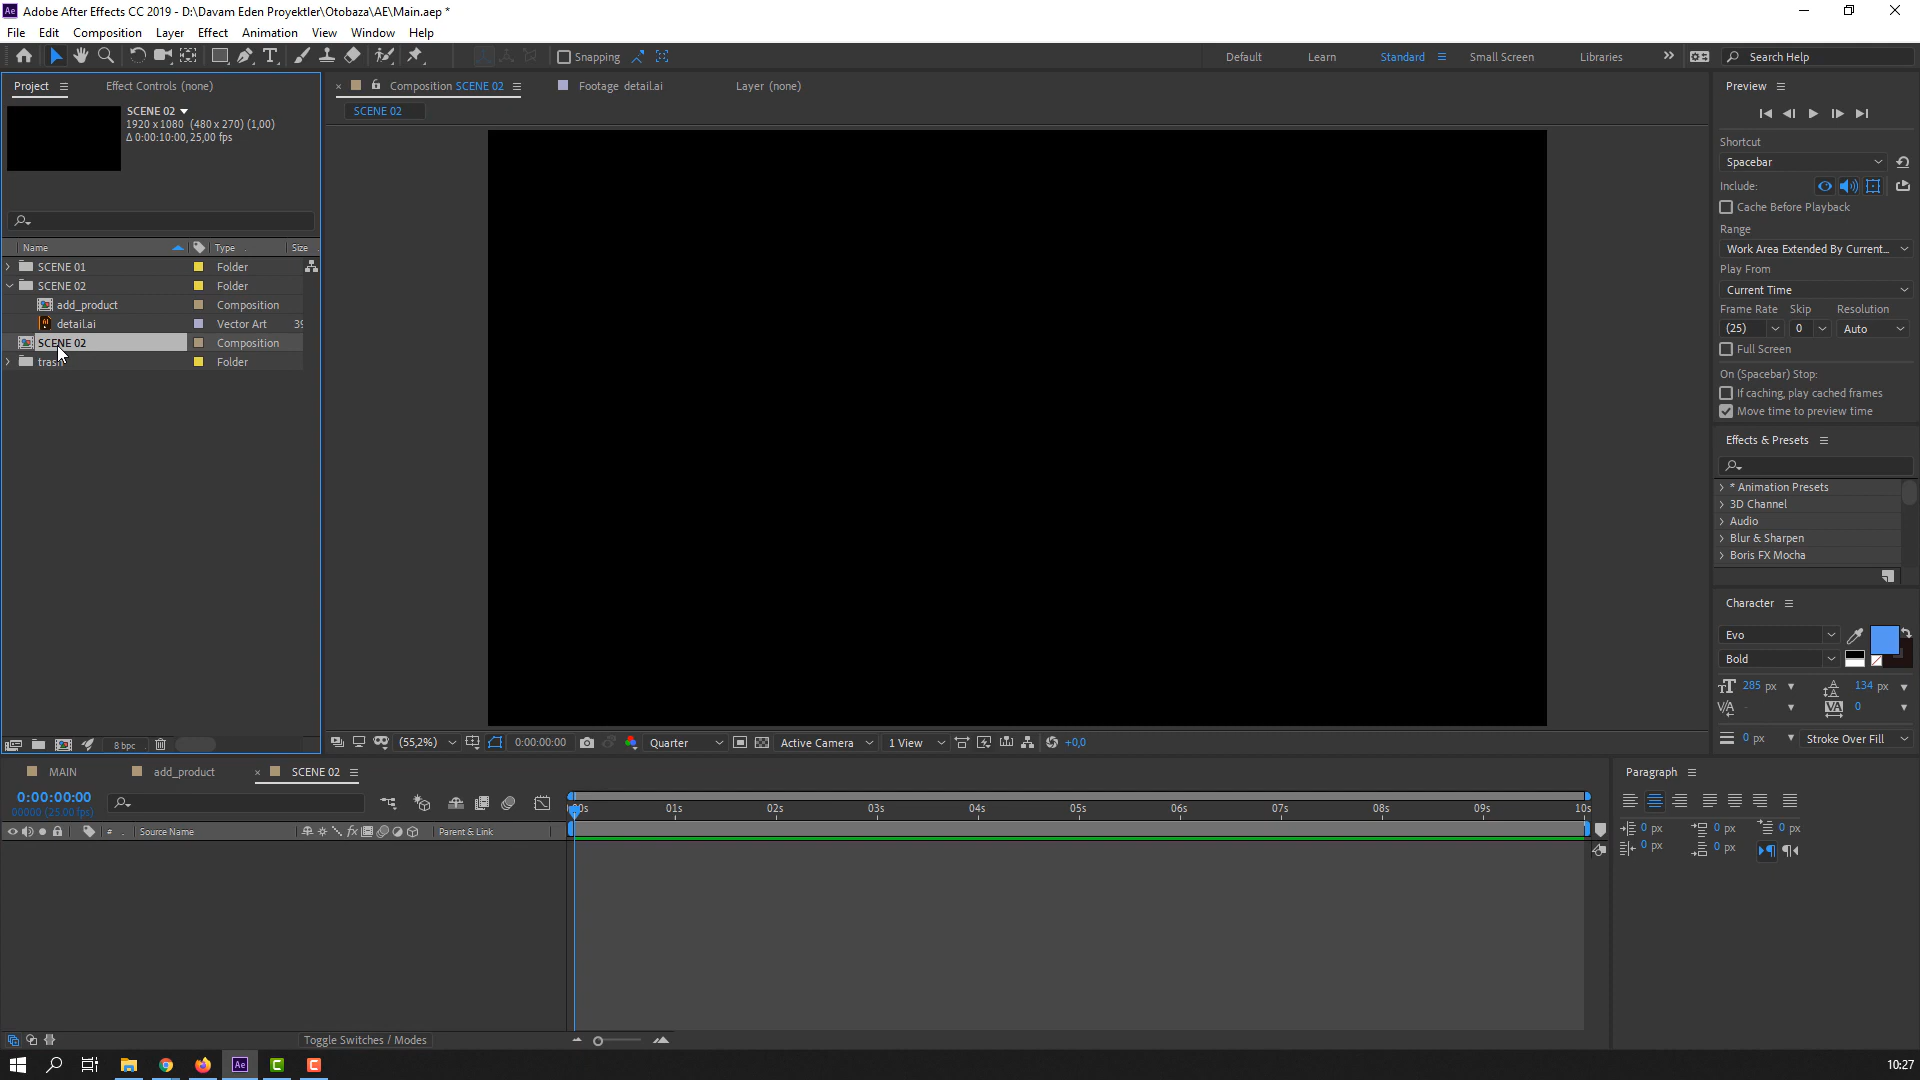 Adobe After Effects CC 2019 - D:\Davam Eden Proyektler\Otobaza\AE\Main.aep *
File Edit Composition Layer Effect Animation View Window Help
Snapping Default Learn Standard Small Screen Libraries Search Help
Project Effect Controls (none)
SCENE 02
1920 x 1080 (480 x 270) (1,00)
Δ 0:00:10:00, 25,00 fps
Name Type Size
SCENE 01 Folder
SCENE 02 Folder
add_product Composition
detail.ai Vector Art 39
SCENE 02 Composition
trash Folder
8 bpc
Composition SCENE 02 Footage detail.ai Layer (none)
SCENE 02
(55,2%) 0:00:00:00 Quarter Active Camera 1 View +0,0
Preview
Shortcut
Spacebar
Include:
Cache Before Playback
Range
Work Area Extended By Current...
Play From
Current Time
Frame Rate Skip Resolution
(25) 0 Auto
Full Screen
On (Spacebar) Stop:
If caching, play cached frames
Move time to preview time
Effects & Presets
* Animation Presets
3D Channel
Audio
Blur & Sharpen
Boris FX Mocha
Character
Evo
Bold
285 px 134 px
- 0
0 px Stroke Over Fill
MAIN add_product SCENE 02
0:00:00:00
00000 (25.00 fps)
# Source Name Parent & Link
:00s 01s 02s 03s 04s 05s 06s 07s 08s 09s 10s
Toggle Switches / Modes
Paragraph
0 px 0 px 0 px
0 px 0 px
10:27